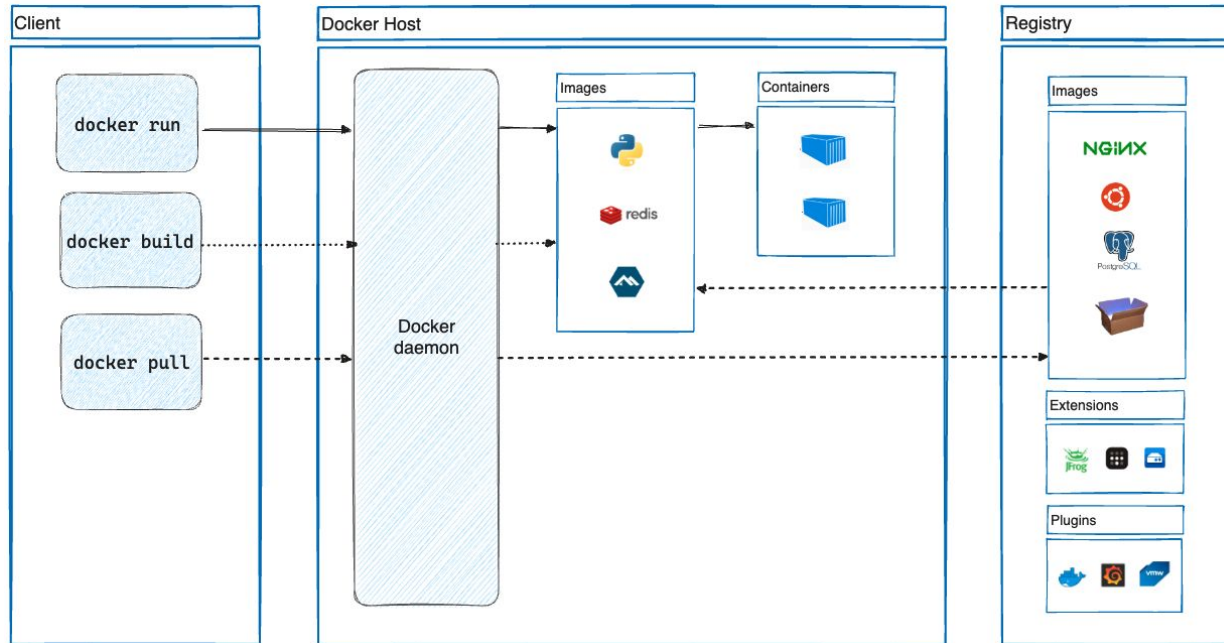 Client
docker run
docker build
docker pull
Docker Host
Docker
daemon
Images
redis
Containers
Registry
Images
NGINX
PostgreSQL
Extensions
JFrog
Plugins
vmw